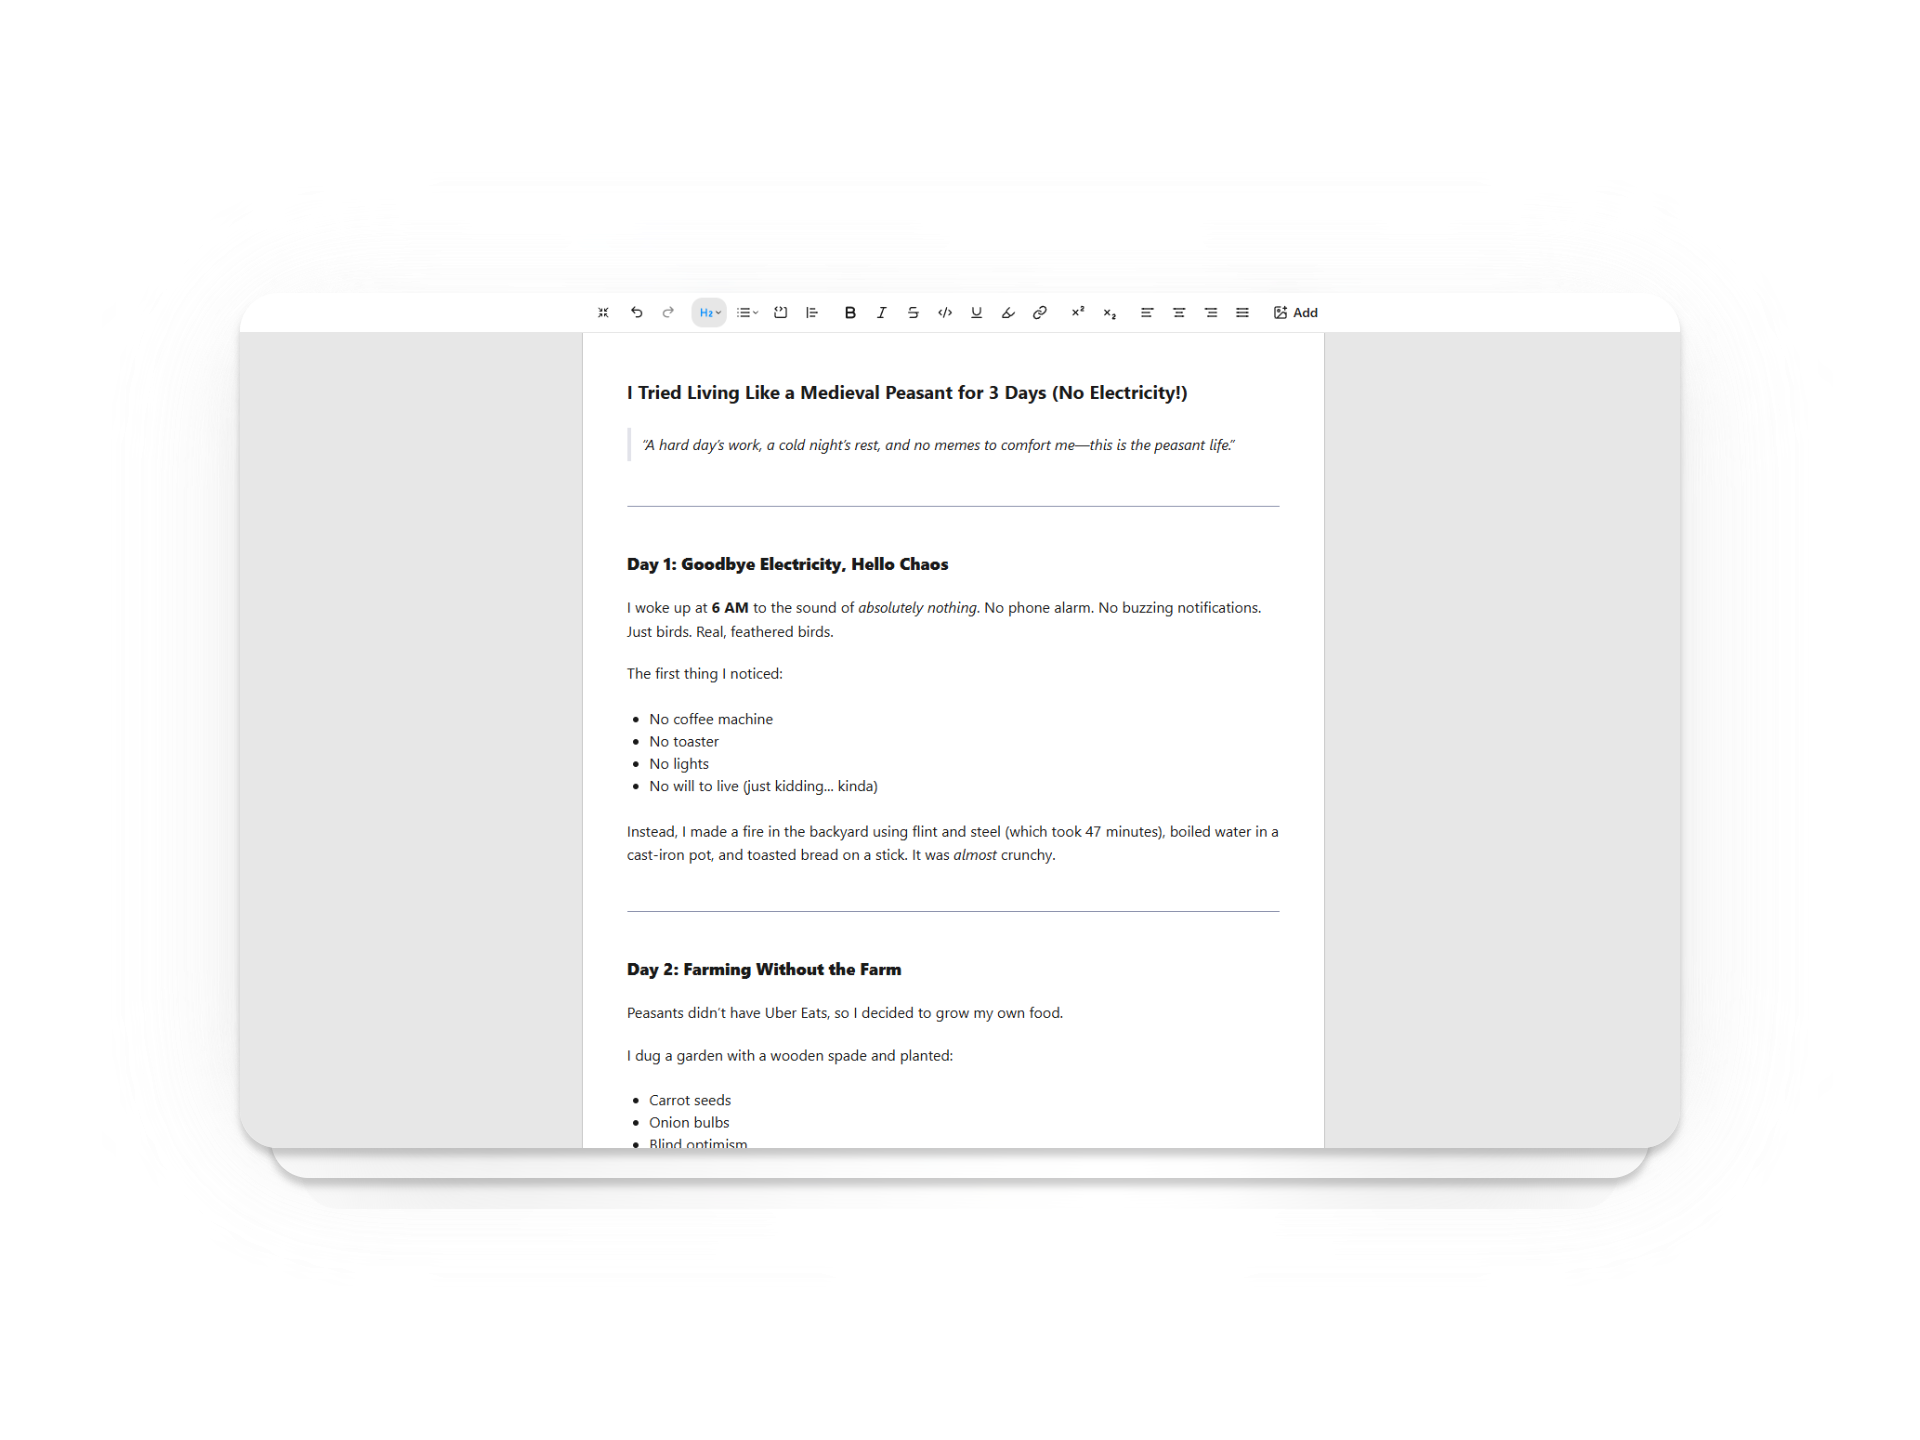 H2 B I S U x² x₂ Add
I Tried Living Like a Medieval Peasant for 3 Days (No Electricity!)
“A hard day’s work, a cold night’s rest, and no memes to comfort me—this is the peasant life.”
Day 1: Goodbye Electricity, Hello Chaos
I woke up at 6 AM to the sound of absolutely nothing. No phone alarm. No buzzing notifications.
Just birds. Real, feathered birds.
The first thing I noticed:
• No coffee machine
• No toaster
• No lights
• No will to live (just kidding... kinda)
Instead, I made a fire in the backyard using flint and steel (which took 47 minutes), boiled water in a
cast-iron pot, and toasted bread on a stick. It was almost crunchy.
Day 2: Farming Without the Farm
Peasants didn’t have Uber Eats, so I decided to grow my own food.
I dug a garden with a wooden spade and planted:
• Carrot seeds
• Onion bulbs
• Blind optimism